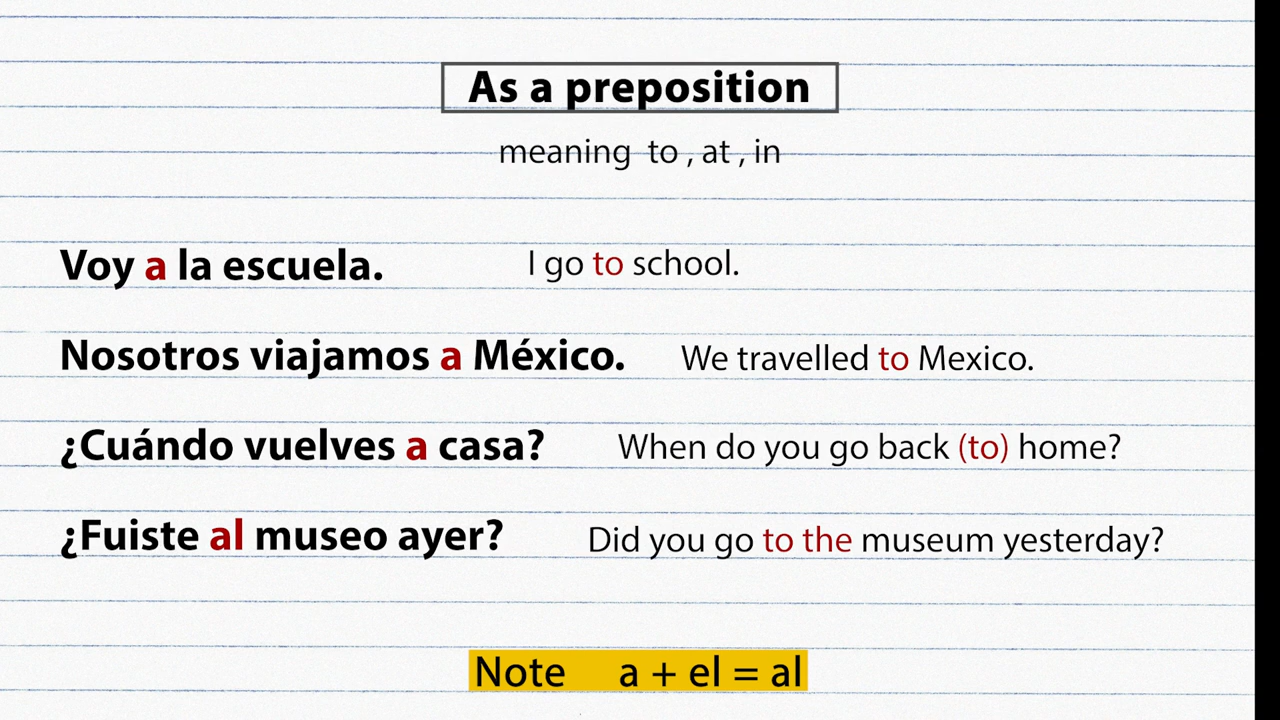 As a preposition
meaning to , at , in
Voy a la escuela. I go to school.
Nosotros viajamos a México. We travelled to Mexico.
¿Cuándo vuelves a casa? When do you go back (to) home?
¿Fuiste al museo ayer? Did you go to the museum yesterday?
Note a + el = al